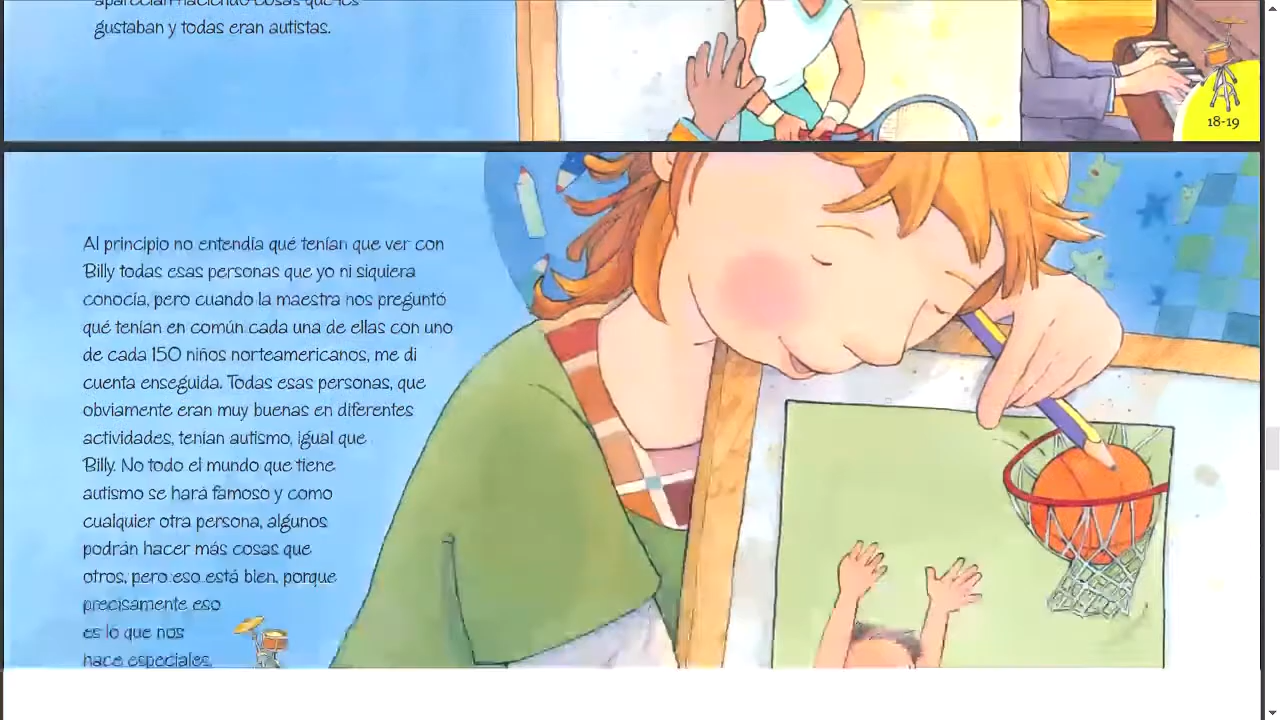 aparecían haciendo cosas que les
gustaban y todas eran autistas.
18-19
Al principio no entendía qué tenían que ver con
Billy todas esas personas que yo ni siquiera
conocía, pero cuando la maestra nos preguntó
qué tenían en común cada una de ellas con uno
de cada 150 niños norteamericanos, me di
cuenta enseguida. Todas esas personas, que
obviamente eran muy buenas en diferentes
actividades, tenían autismo, igual que
Billy. No todo el mundo que tiene
autismo se hará famoso y como
cualquier otra persona, algunos
podrán hacer más cosas que
otros, pero eso está bien, porque
precisamente eso
es lo que nos
hace especiales.